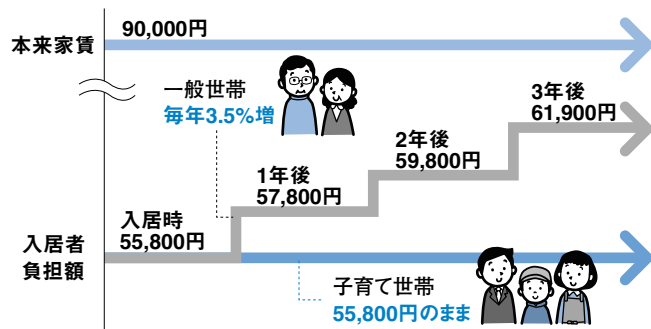 本来家賃
90,000円
一般世帯
毎年3.5%増
3年後
61,900円
2年後
59,800円
1年後
57,800円
入居時
55,800円
入居者
負担額
子育て世帯
55,800円のまま